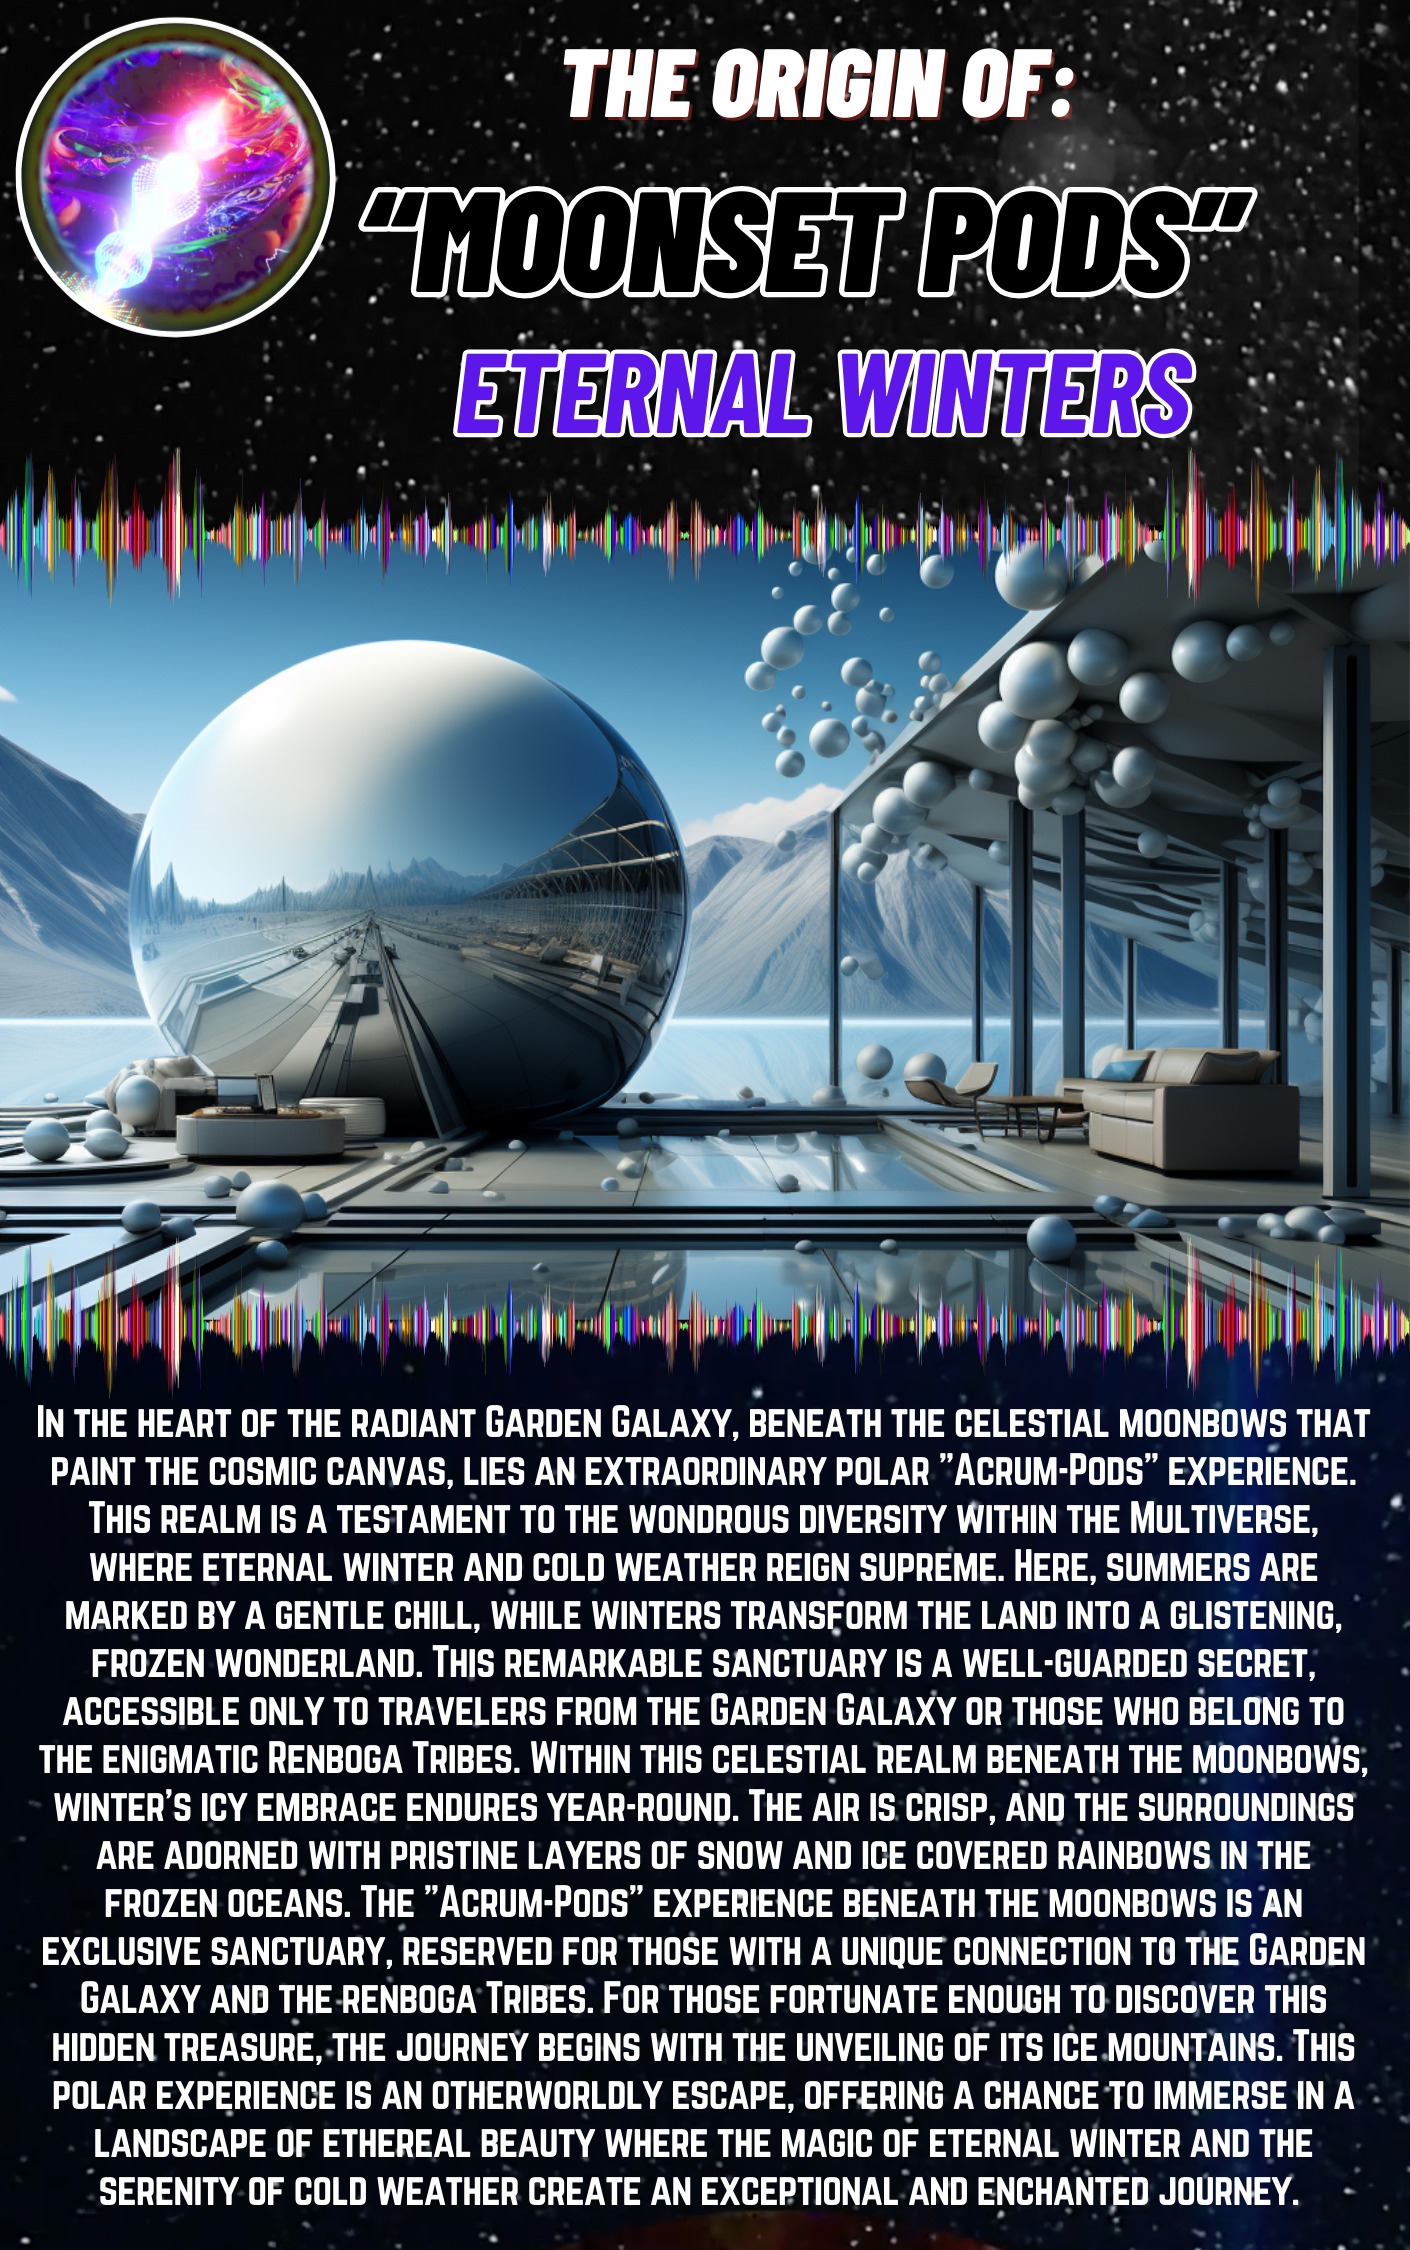 THE ORIGIN OF:
"MOONSET PODS"
ETERNAL WINTERS
In the heart of the radiant Garden Galaxy, beneath the celestial moonbows that
paint the cosmic canvas, lies an extraordinary polar "Acrum-Pods" experience.
This realm is a testament to the wondrous diversity within the Multiverse,
where eternal winter and cold weather reign supreme. Here, summers are
marked by a gentle chill, while winters transform the land into a glistening,
frozen wonderland. This remarkable sanctuary is a well-guarded secret,
accessible only to travelers from the Garden Galaxy or those who belong to
the enigmatic Renboga Tribes. Within this celestial realm beneath the moonbows,
winter's icy embrace endures year-round. The air is crisp, and the surroundings
are adorned with pristine layers of snow and ice covered rainbows in the
frozen oceans. The "Acrum-Pods" experience beneath the moonbows is an
exclusive sanctuary, reserved for those with a unique connection to the Garden
Galaxy and the renboga Tribes. For those fortunate enough to discover this
hidden treasure, the journey begins with the unveiling of its ice mountains. This
polar experience is an otherworldly escape, offering a chance to immerse in a
landscape of ethereal beauty where the magic of eternal winter and the
serenity of cold weather create an exceptional and enchanted journey.